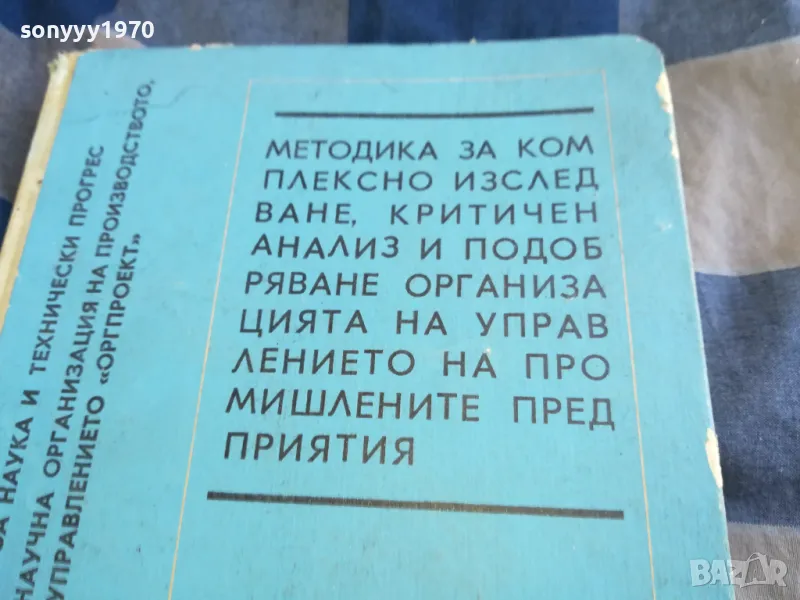 sonyyy1970
ЗА НАУКА И ТЕХНИЧЕСКИ ПРОГРЕС
НАУЧНА ОРГАНИЗАЦИЯ НА ПРОИЗВОДСТВОТО,
УПРАВЛЕНИЕТО «ОРГПРОЕКТ»
МЕТОДИКА ЗА КОМ
ПЛЕКСНО ИЗСЛЕД
ВАНЕ, КРИТИЧЕН
АНАЛИЗ И ПОДОБ
РЯВАНЕ ОРГАНИЗА
ЦИЯТА НА УПРАВ
ЛЕНИЕТО НА ПРО
МИШЛЕНИТЕ ПРЕД
ПРИЯТИЯ
BAZAR